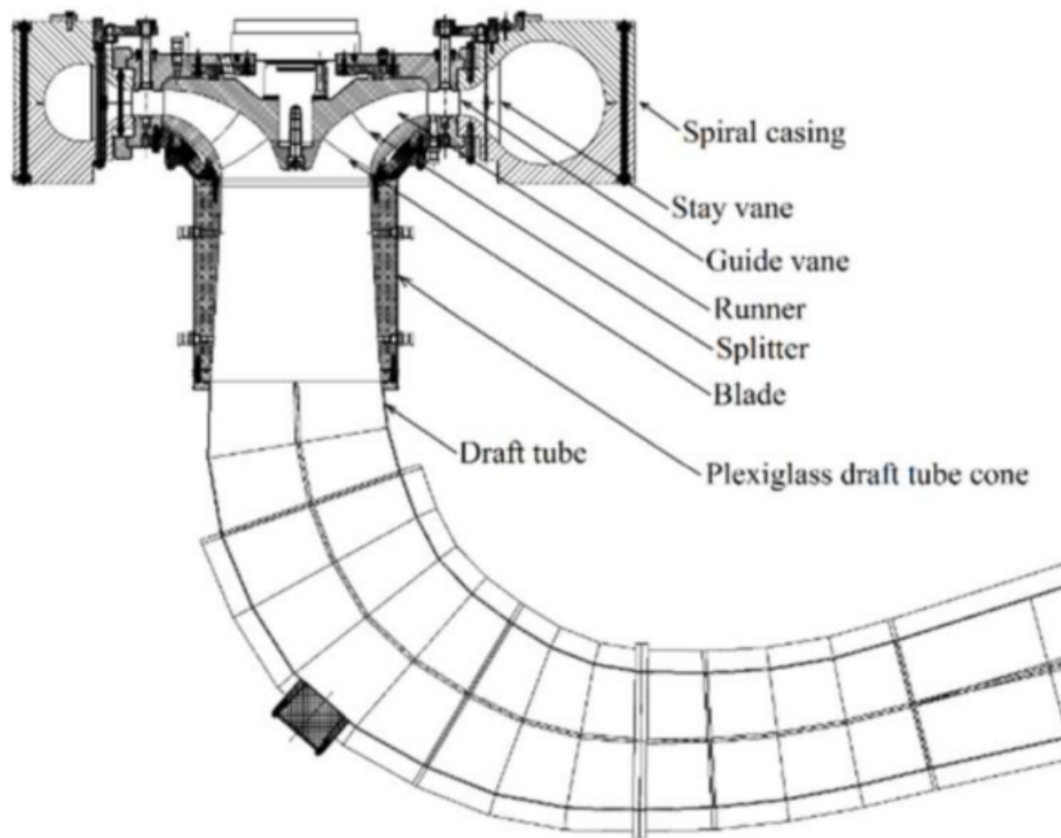 Spiral casing
Stay vane
Guide vane
Runner
Splitter
Blade
Draft tube
Plexiglass draft tube cone